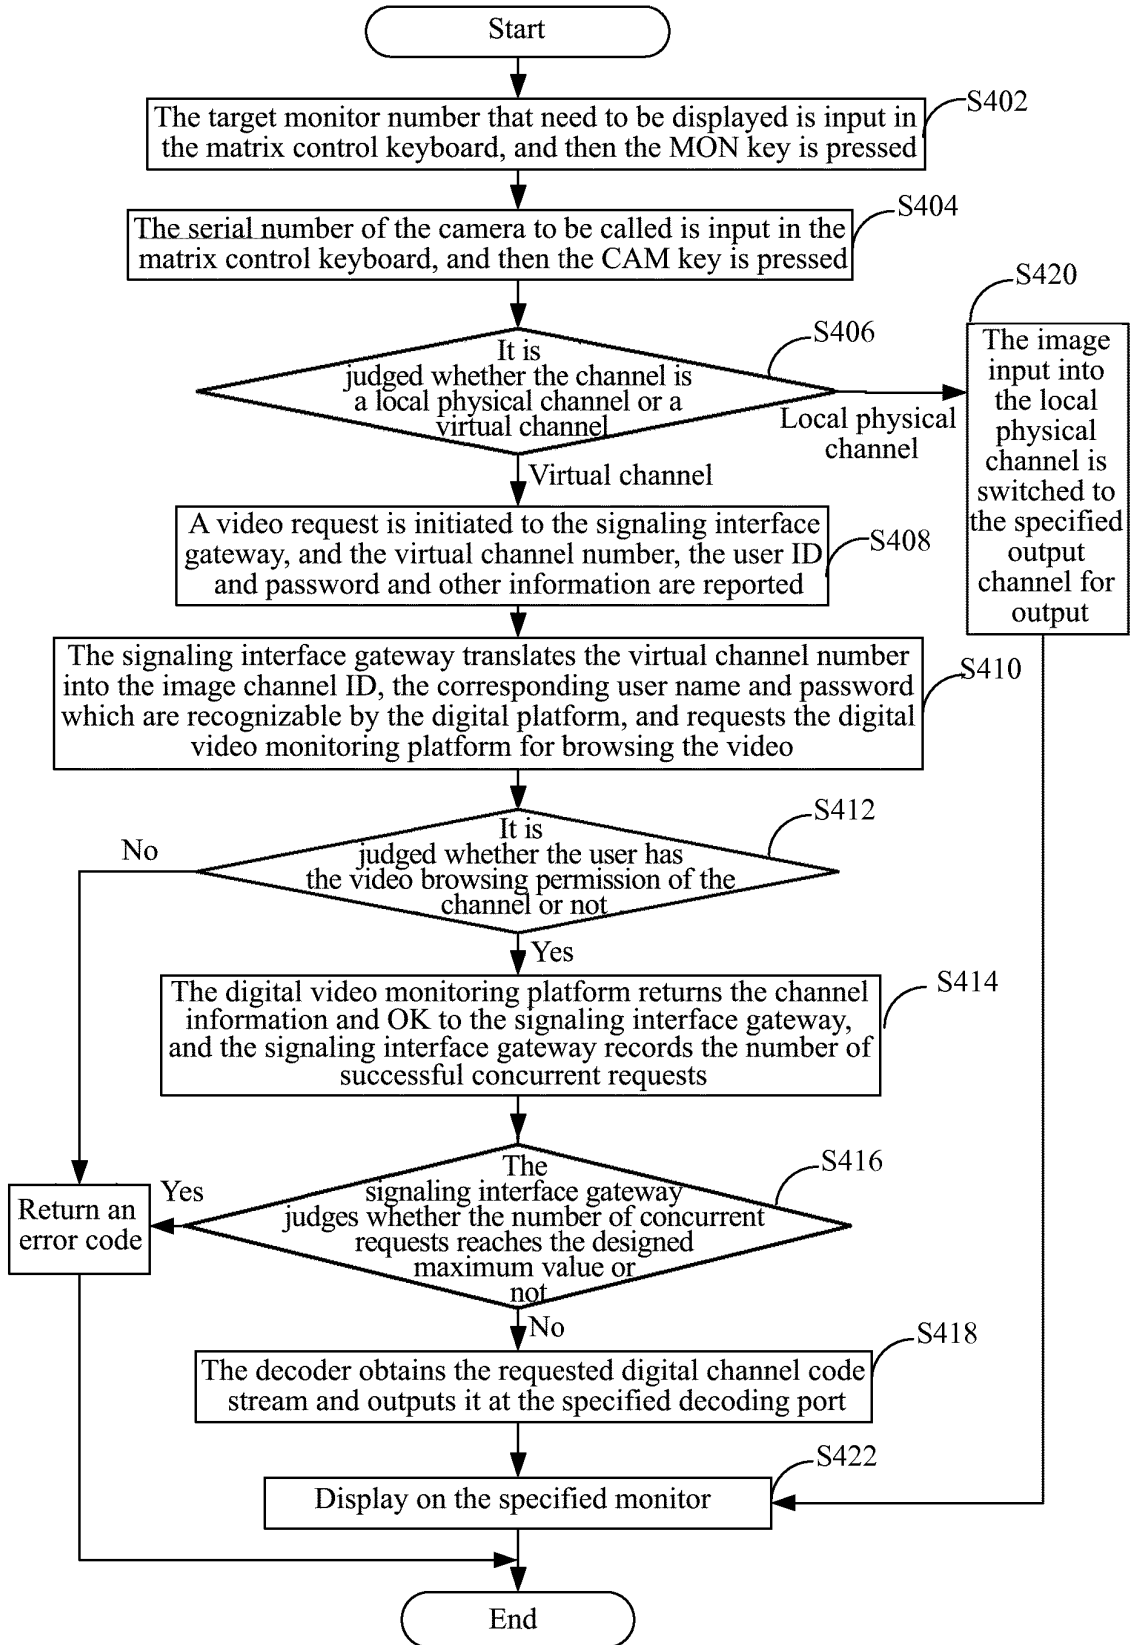 Start
S402
The target monitor number that need to be displayed is input in
the matrix control keyboard, and then the MON key is pressed
S404
The serial number of the camera to be called is input in the
matrix control keyboard, and then the CAM key is pressed
S406
It is
judged whether the channel is
a local physical channel or a
virtual channel
Local physical
channel
S420
The image
input into
the local
physical
channel is
switched to
the specified
output
channel for
output
Virtual channel
S408
A video request is initiated to the signaling interface
gateway, and the virtual channel number, the user ID
and password and other information are reported
S410
The signaling interface gateway translates the virtual channel number
into the image channel ID, the corresponding user name and password
which are recognizable by the digital platform, and requests the digital
video monitoring platform for browsing the video
S412
It is
judged whether the user has
the video browsing permission of the
channel or not
No
Yes
S414
The digital video monitoring platform returns the channel
information and OK to the signaling interface gateway,
and the signaling interface gateway records the number of
successful concurrent requests
S416
The
signaling interface gateway
judges whether the number of concurrent
requests reaches the designed
maximum value or
not
Yes
Return an
error code
No
S418
The decoder obtains the requested digital channel code
stream and outputs it at the specified decoding port
S422
Display on the specified monitor
End